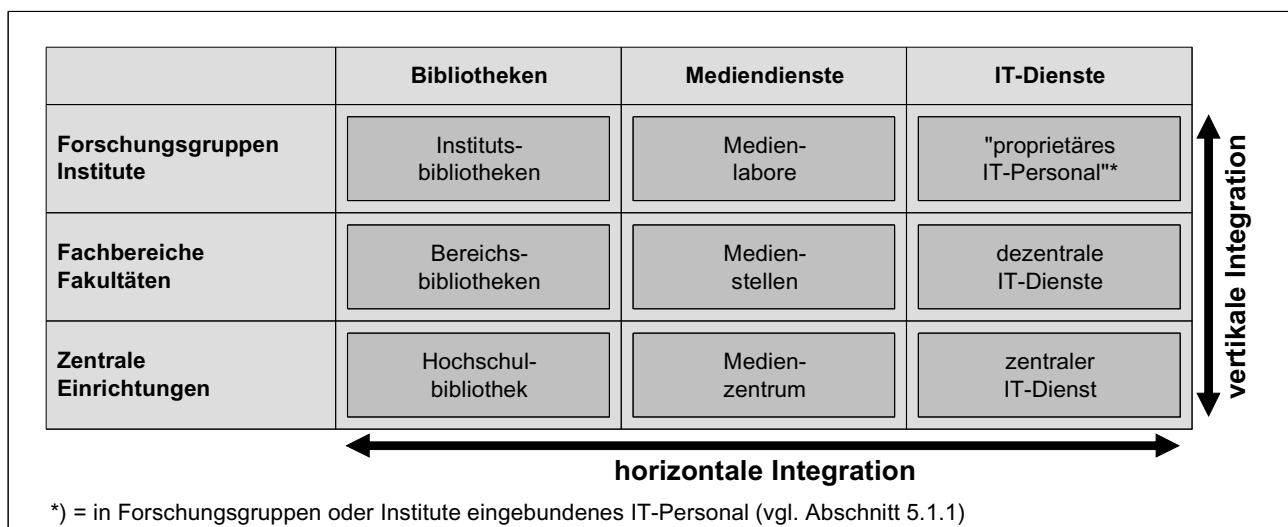 Bibliotheken
Mediendienste
IT-Dienste
Forschungsgruppen
Institute
Instituts-
bibliotheken
Medien-
labore
"proprietäres
IT-Personal"*
Fachbereiche
Fakultäten
Bereichs-
bibliotheken
Medien-
stellen
dezentrale
IT-Dienste
Zentrale
Einrichtungen
Hochschul-
bibliothek
Medien-
zentrum
zentraler
IT-Dienst
vertikale Integration
horizontale Integration
*) = in Forschungsgruppen oder Institute eingebundenes IT-Personal (vgl. Abschnitt 5.1.1)